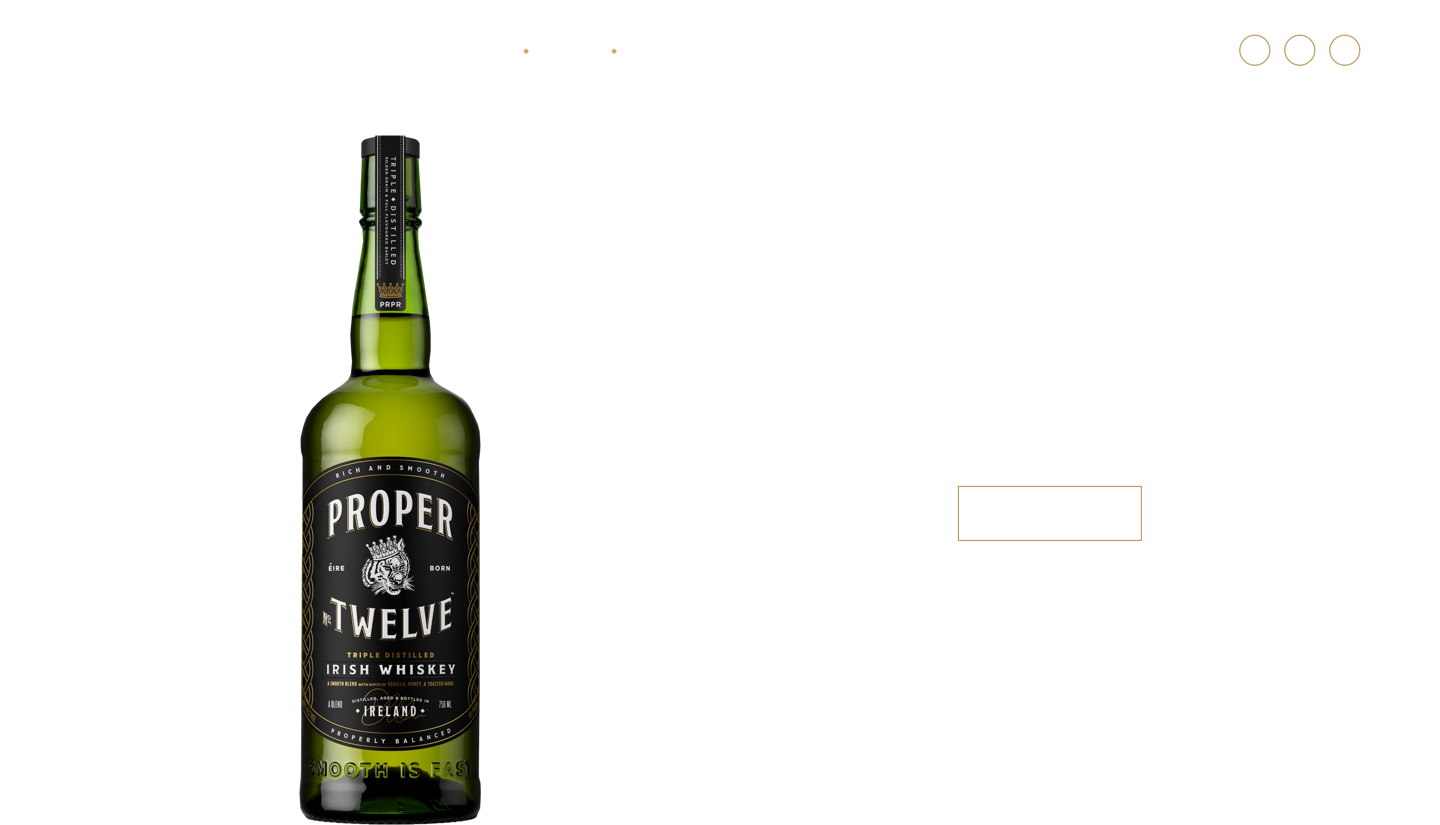 TRIPLE ◆ DISTILLED
GOLDEN GRAIN & FULL FLAVOURED BARLEY
PRPR
RICH AND SMOOTH
PROPER
ÉIRE BORN
No TWELVE™
TRIPLE DISTILLED
IRISH WHISKEY
A SMOOTH BLEND WITH HINTS OF VANILLA, HONEY, & TOASTED WOOD
DISTILLED, AGED & BOTTLED IN
A BLEND IRELAND 750 ML
PROPERLY BALANCED
SMOOTH IS FAST